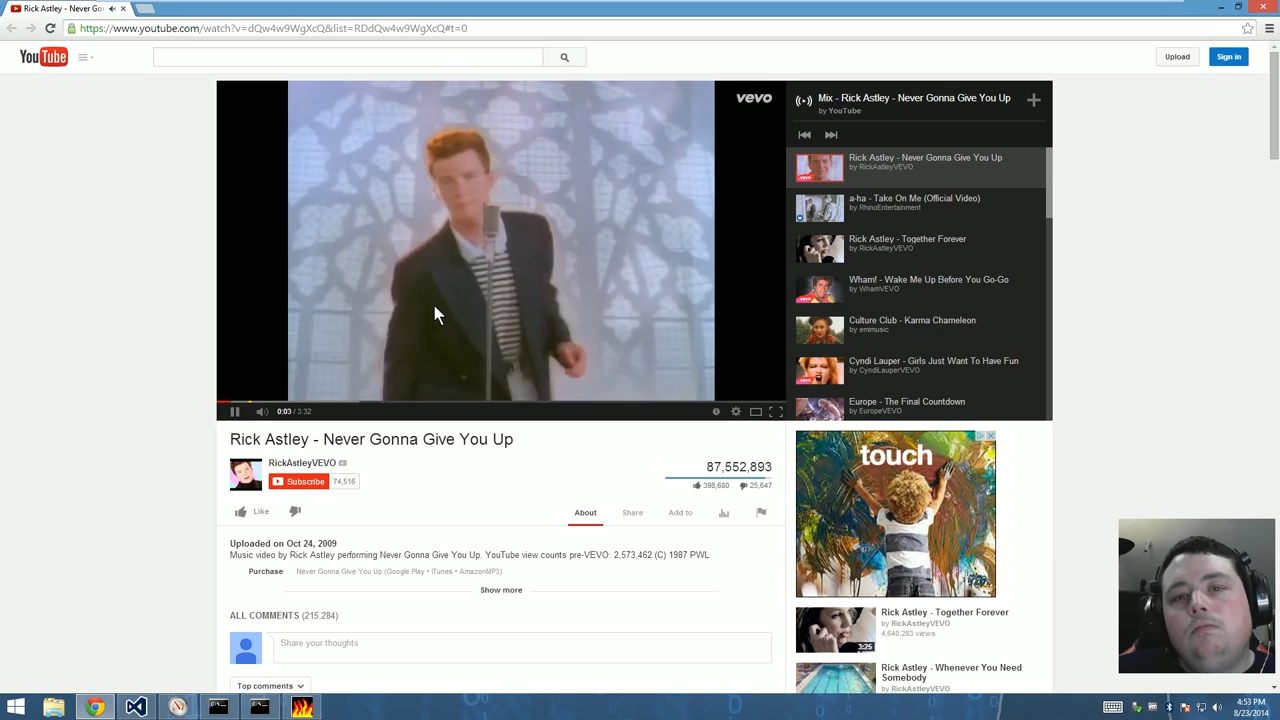 Rick Astley - Never Gon
https://www.youtube.com/watch?v=dQw4w9WgXcQ&list=RDdQw4w9WgXcQ#t=0
YouTube
Upload
Sign in
vevo
Mix - Rick Astley - Never Gonna Give You Up
by YouTube
Rick Astley - Never Gonna Give You Up
by RickAstleyVEVO
a-ha - Take On Me (Official Video)
by RhinoEntertainment
Rick Astley - Together Forever
by RickAstleyVEVO
Wham! - Wake Me Up Before You Go-Go
by WhamVEVO
Culture Club - Karma Chameleon
by emimusic
Cyndi Lauper - Girls Just Want To Have Fun
by CyndiLauperVEVO
Europe - The Final Countdown
by EuropeVEVO
0:03 / 3:32
Rick Astley - Never Gonna Give You Up
RickAstleyVEVO
Subscribe 74,516
87,552,893
398,680 25,647
Like
About Share Add to
Uploaded on Oct 24, 2009
Music video by Rick Astley performing Never Gonna Give You Up. YouTube view counts pre-VEVO: 2,573,462 (C) 1987 PWL
Purchase Never Gonna Give You Up (Google Play • iTunes • AmazonMP3)
Show more
ALL COMMENTS (215,284)
Share your thoughts
Top comments
touch
Rick Astley - Together Forever
by RickAstleyVEVO
4,640,283 views
3:25
Rick Astley - Whenever You Need
Somebody
by RickAstleyVEVO
4:53 PM
8/23/2014